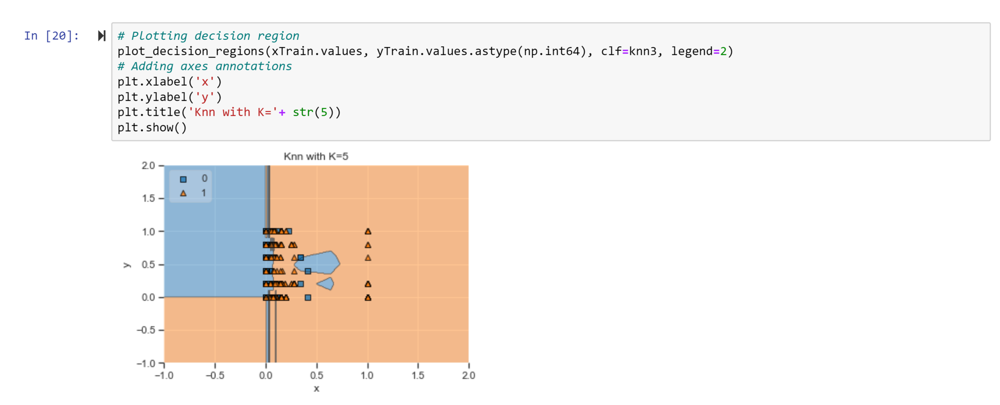 In [20]:
# Plotting decision region
plot_decision_regions(xTrain.values, yTrain.values.astype(np.int64), clf=knn3, legend=2)
# Adding axes annotations
plt.xlabel('x')
plt.ylabel('y')
plt.title('Knn with K='+ str(5))
plt.show()
Knn with K=5
0
1
2.0
1.5
1.0
0.5
0.0
−0.5
−1.0
y
−1.0 −0.5 0.0 0.5 1.0 1.5 2.0
x